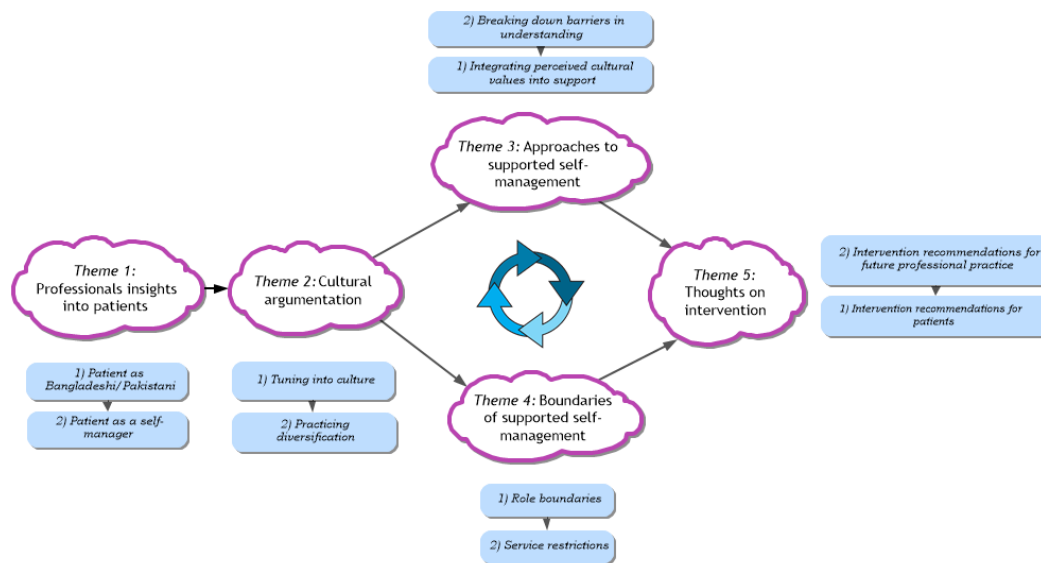 2) Breaking down barriers in
understanding
1) Integrating perceived cultural
values into support
Theme 3: Approaches to
supported self-
management
Theme 1:
Professionals insights
into patients
Theme 2: Cultural
argumentation
Theme 5:
Thoughts on
intervention
2) Intervention recommendations for
future professional practice
1) Intervention recommendations for
patients
1) Patient as
Bangladeshi/Pakistani
2) Patient as a self-
manager
1) Tuning into culture
2) Practicing
diversification
Theme 4: Boundaries
of supported self-
management
1) Role boundaries
2) Service restrictions